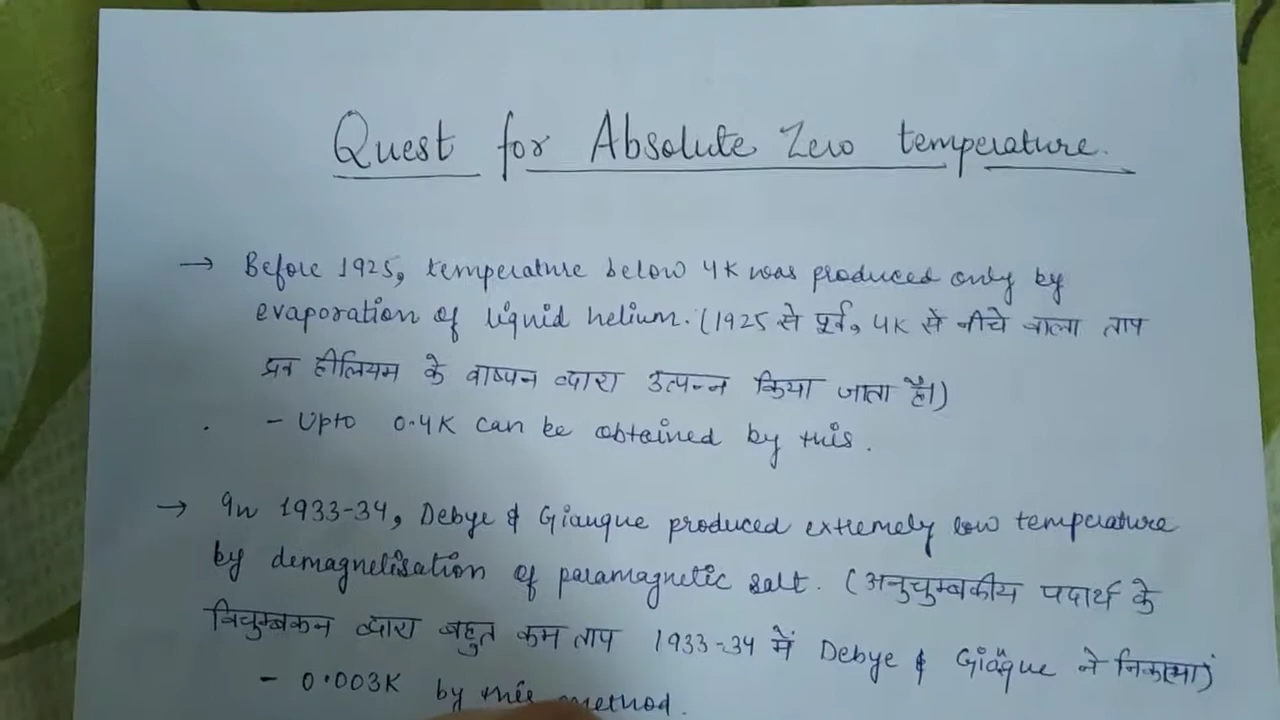 Quest for Absolute Zero temperature.
→ Before 1925, temperature below 4K was produced only by
evaporation of liquid helium. (1925 से पूर्व, 4K से नीचे वाला ताप
द्रव हीलियम के वाष्पन द्वारा उत्पन्न किया जाता है।)
- Upto 0.4K can be obtained by this.
→ In 1933-34, Debye & Giauque produced extremely low temperature
by demagnetisation of paramagnetic salt. (अनुचुम्बकीय पदार्थ के
विचुम्बकन द्वारा बहुत कम ताप 1933-34 में Debye & Giauque ने निकाला)
- 0.003K by this method.